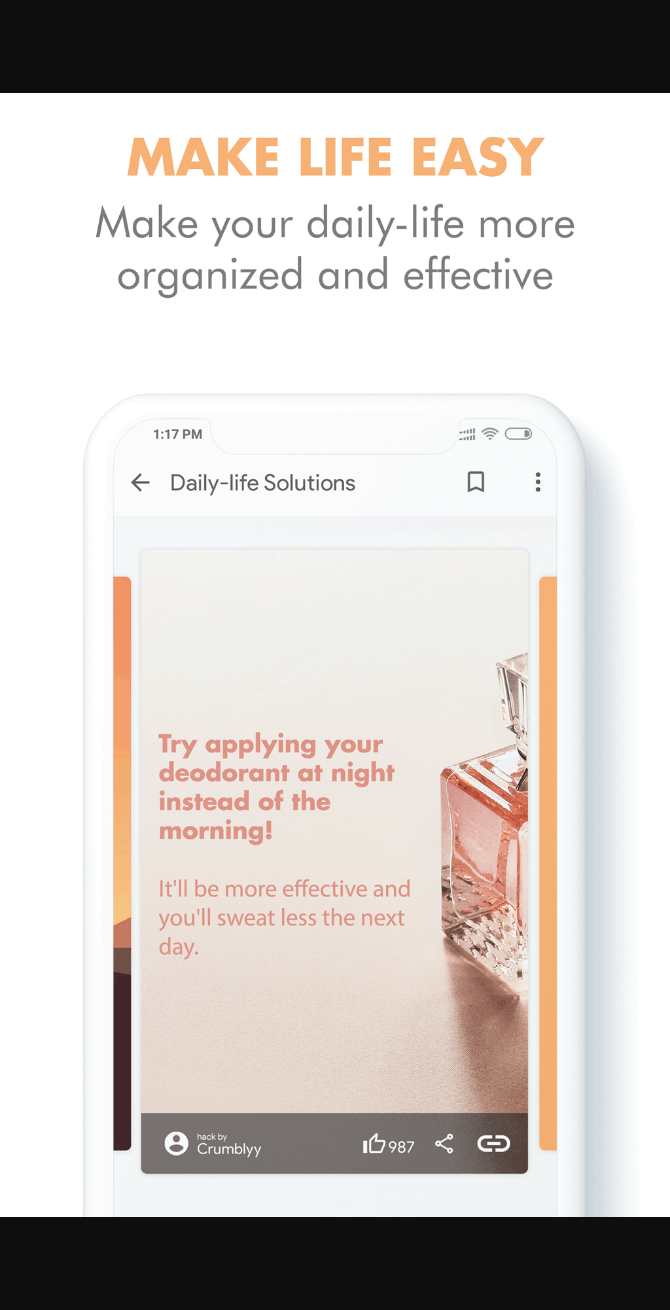 MAKE LIFE EASY
Make your daily-life more
organized and effective
1:17 PM
Daily-life Solutions
Try applying your
deodorant at night
instead of the
morning!
It'll be more effective and
you'll sweat less the next
day.
hack by
Crumblyy
987